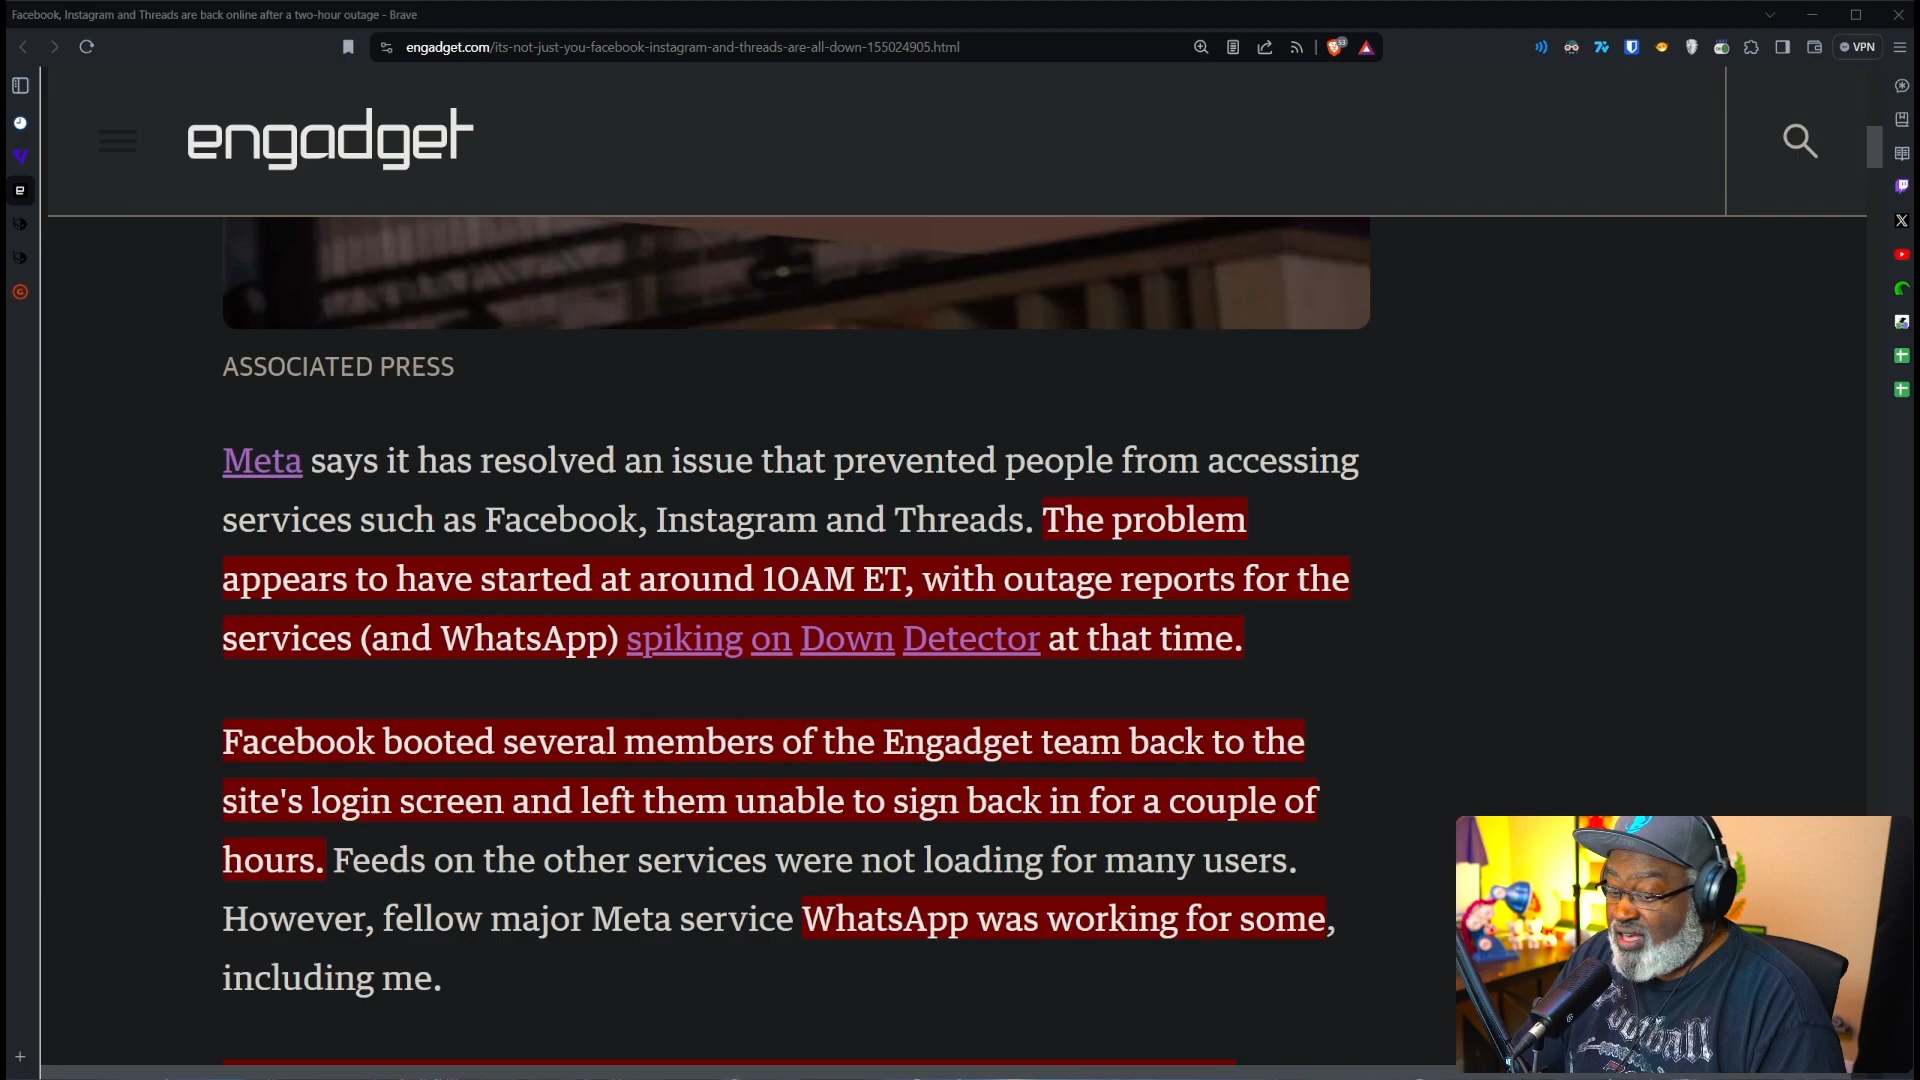 Facebook, Instagram and Threads are back online after a two-hour outage - Brave
engadget.com/its-not-just-you-facebook-instagram-and-threads-are-all-down-155024905.html
53
VPN
engadget
ASSOCIATED PRESS
Meta says it has resolved an issue that prevented people from accessing
services such as Facebook, Instagram and Threads. The problem
appears to have started at around 10AM ET, with outage reports for the
services (and WhatsApp) spiking on Down Detector at that time.
Facebook booted several members of the Engadget team back to the
site's login screen and left them unable to sign back in for a couple of
hours. Feeds on the other services were not loading for many users.
However, fellow major Meta service WhatsApp was working for some,
including me.
Football